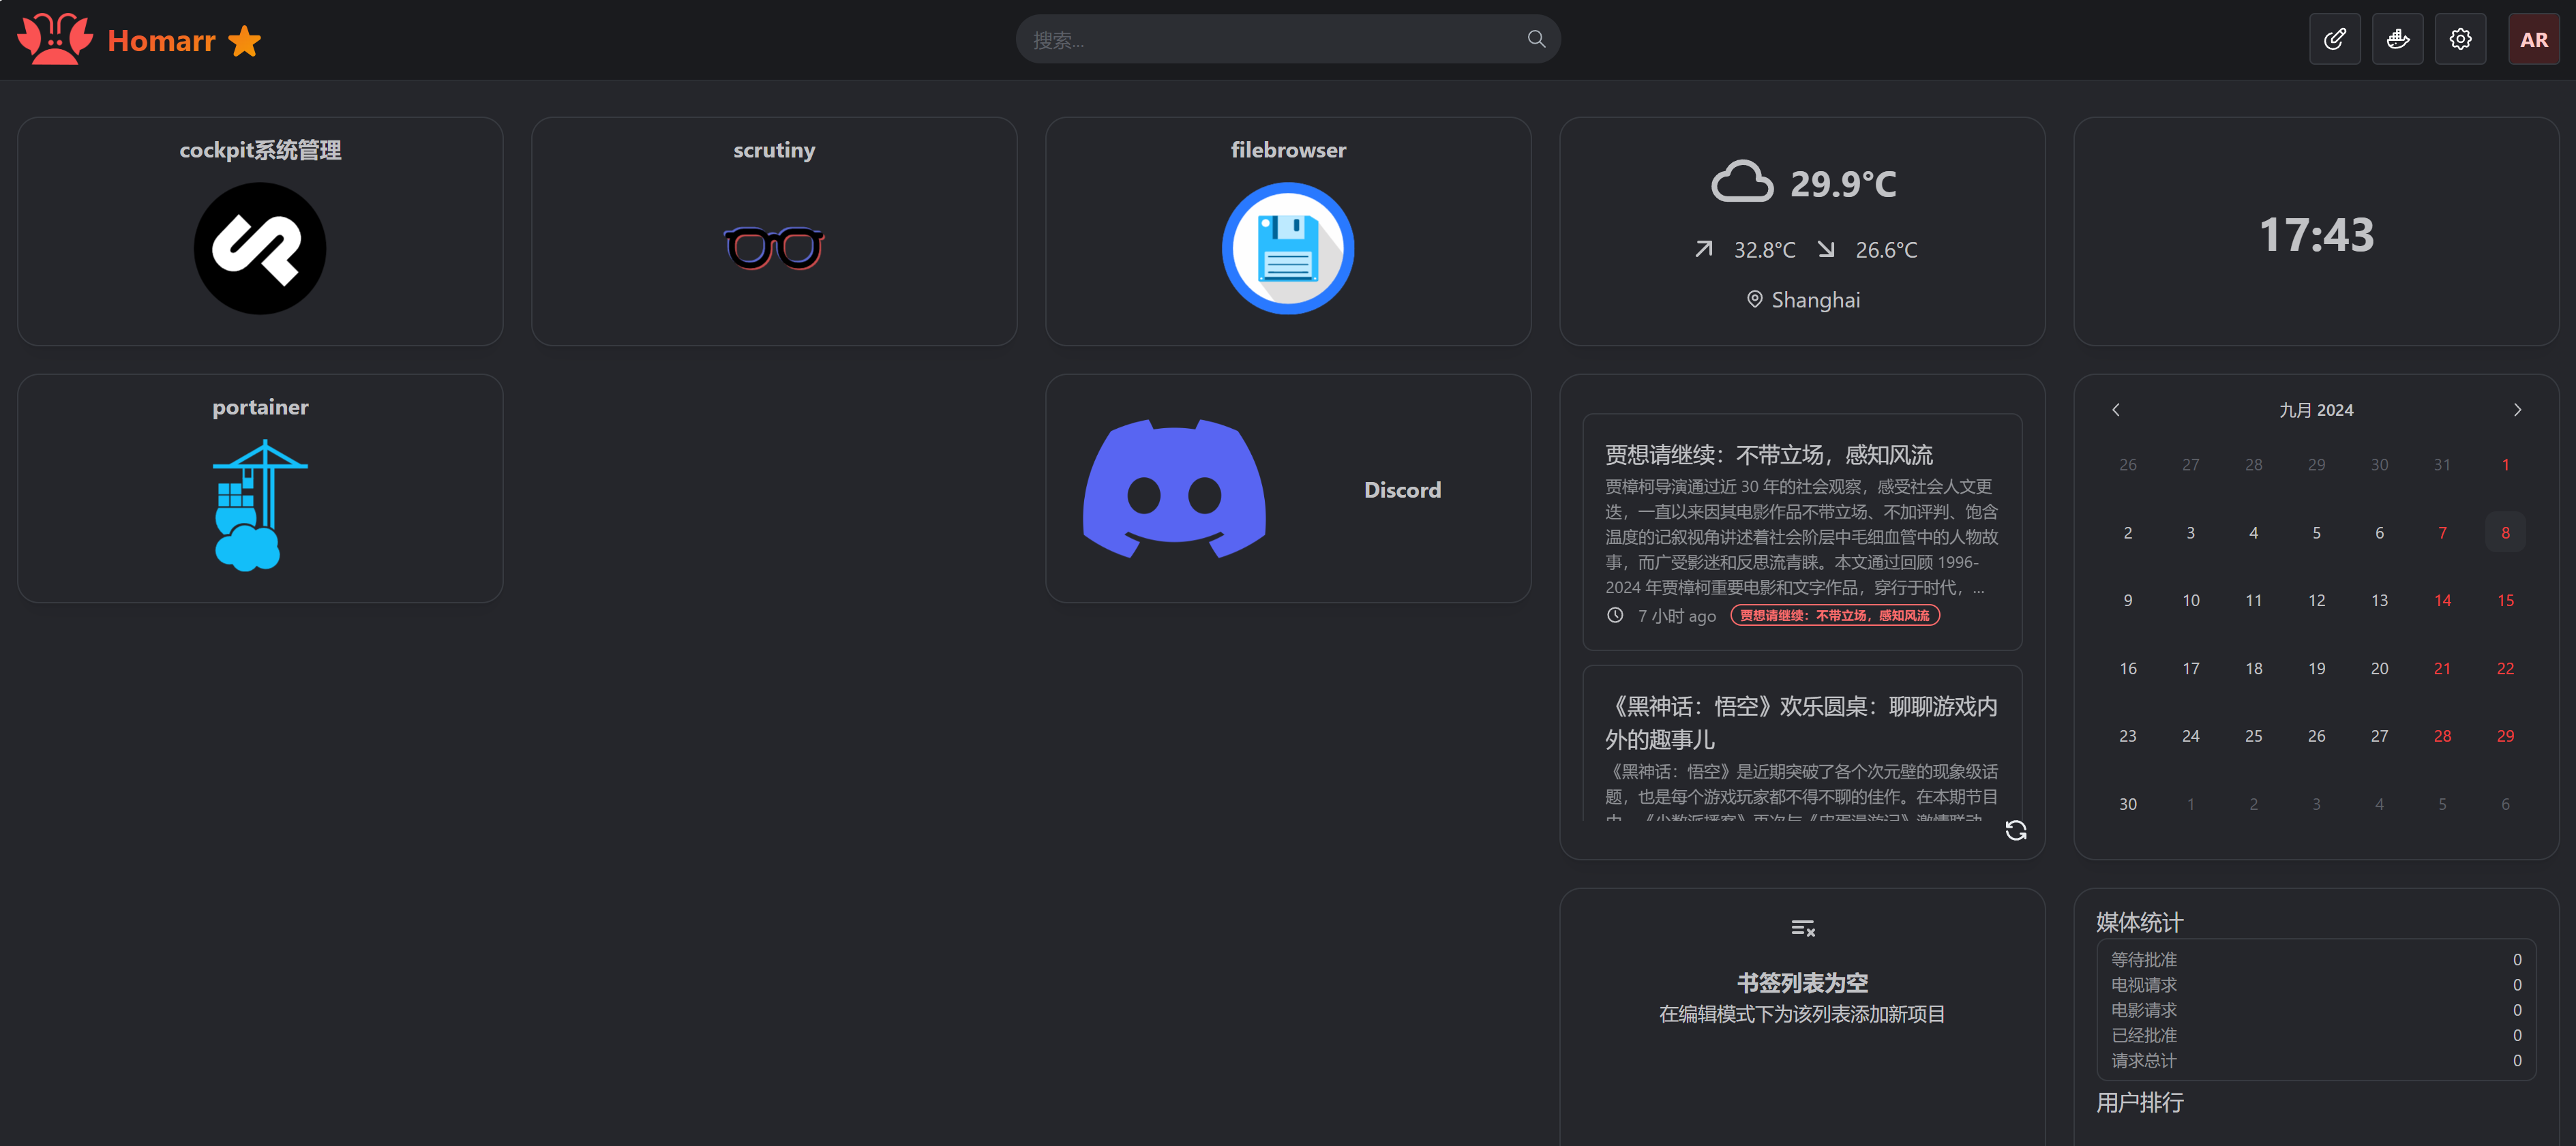 Homarr
搜索...
AR
cockpit系统管理
scrutiny
filebrowser
29.9°C
32.8°C 26.6°C
Shanghai
17:43
portainer
Discord
贾想请继续：不带立场，感知风流
贾樟柯导演通过近 30 年的社会观察，感受社会人文更
迭，一直以来因其电影作品不带立场、不加评判、饱含
温度的记叙视角讲述着社会阶层中毛细血管中的人物故
事，而广受影迷和反思流青睐。本文通过回顾 1996-
2024 年贾樟柯重要电影和文字作品，穿行于时代，...
7 小时 ago 贾想请继续：不带立场，感知风流
《黑神话：悟空》欢乐圆桌：聊聊游戏内
外的趣事儿
《黑神话：悟空》是近期突破了各个次元壁的现象级话
题，也是每个游戏玩家都不得不聊的佳作。在本期节目
中，《少数派播客》再次与《皮蛋漫游记》激情联动
九月 2024
26 27 28 29 30 31 1
2 3 4 5 6 7 8
9 10 11 12 13 14 15
16 17 18 19 20 21 22
23 24 25 26 27 28 29
30 1 2 3 4 5 6
书签列表为空
在编辑模式下为该列表添加新项目
媒体统计
等待批准 0
电视请求 0
电影请求 0
已经批准 0
请求总计 0
用户排行